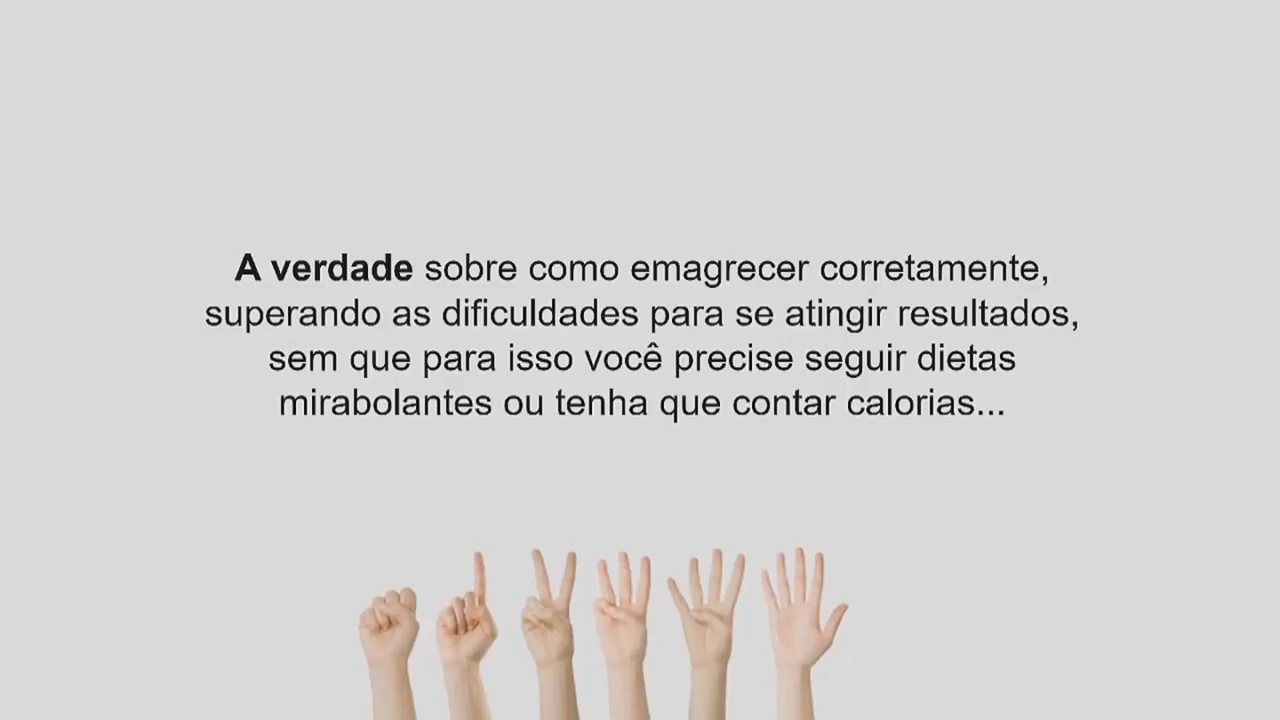 A verdade sobre como emagrecer corretamente,
superando as dificuldades para se atingir resultados,
sem que para isso você precise seguir dietas
mirabolantes ou tenha que contar calorias...